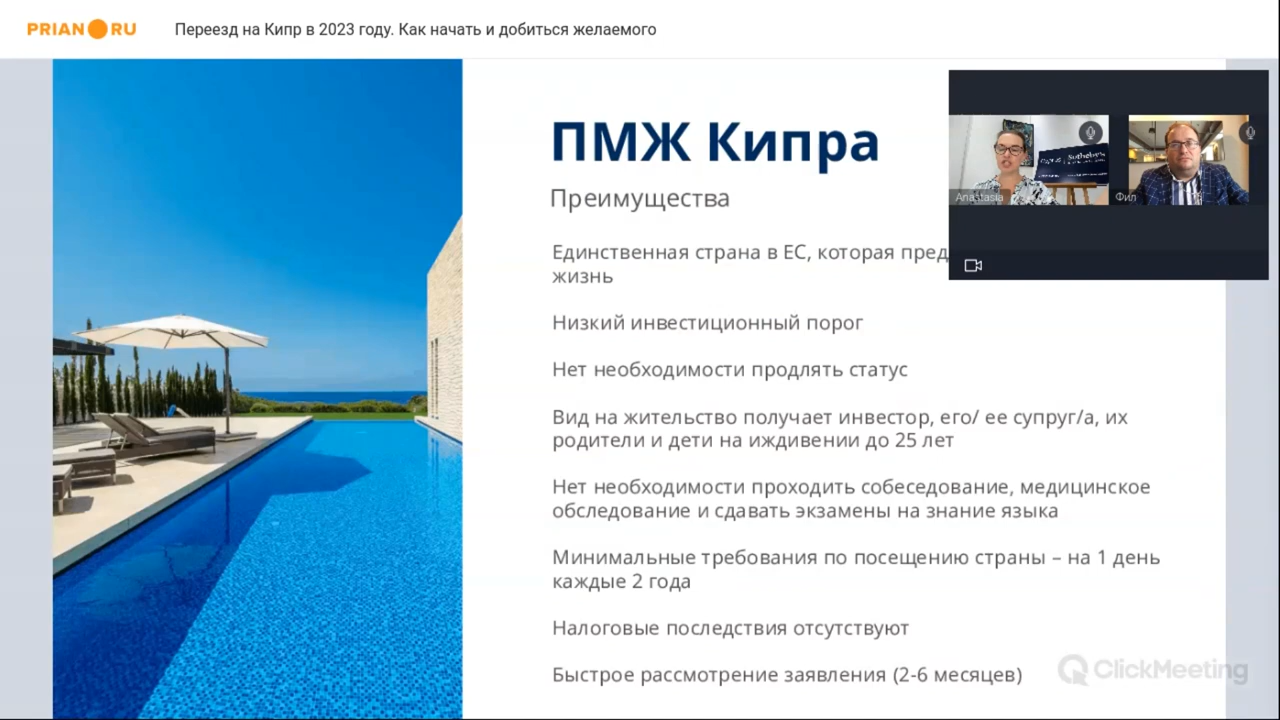 PRIAN RU
Переезд на Кипр в 2023 году. Как начать и добиться желаемого
ПМЖ Кипра
Преимущества
Единственная страна в ЕС, которая
жизнь
Низкий инвестиционный порог
Нет необходимости продлять статус
Вид на жительство получает инвестор, его/ ее супруг/а, их
родители и дети на иждивении до 25 лет
Нет необходимости проходить собеседование, медицинское
обследование и сдавать экзамены на знание языка
Минимальные требования по посещению страны – на 1 день
каждые 2 года
Налоговые последствия отсутствуют
Быстрое рассмотрение заявления (2-6 месяцев)
Cyprus Sotheby's
Anastasia
Фил
ClickMeeting